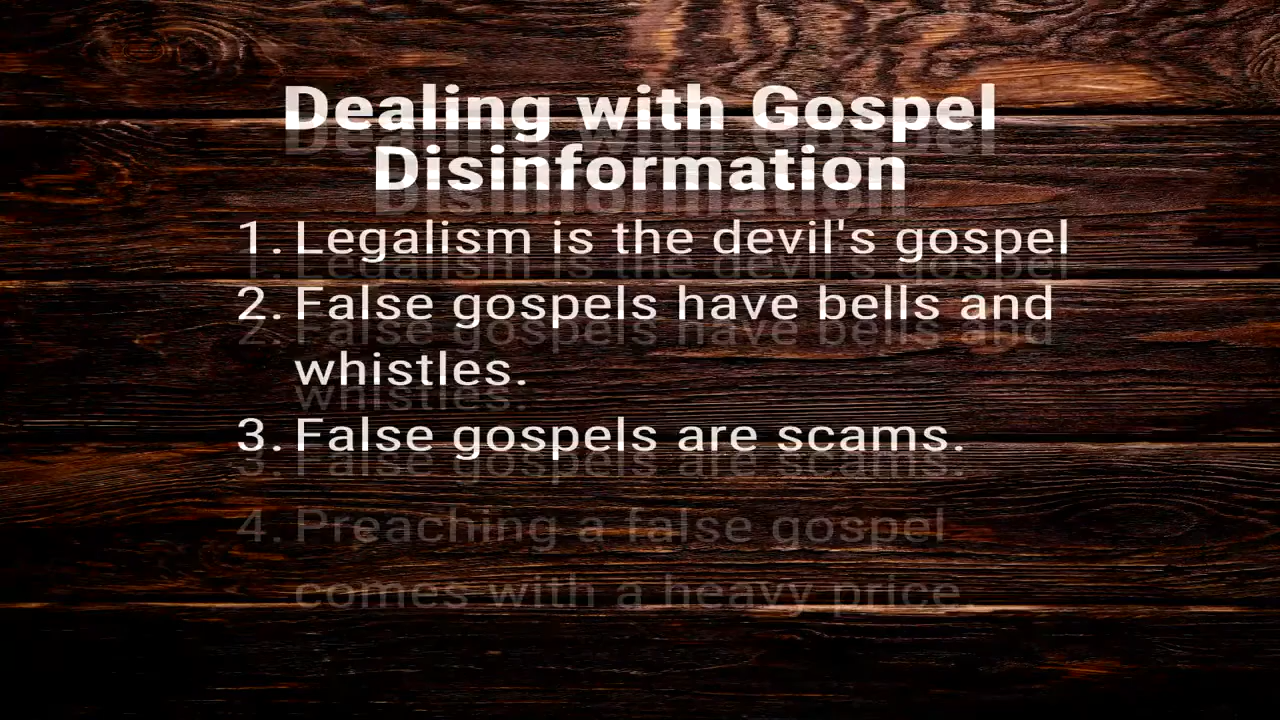 Dealing with Gospel
Disinformation
1. Legalism is the devil's gospel
2. False gospels have bells and
whistles.
3. False gospels are scams.
4. Preaching a false gospel
comes with a heavy price.